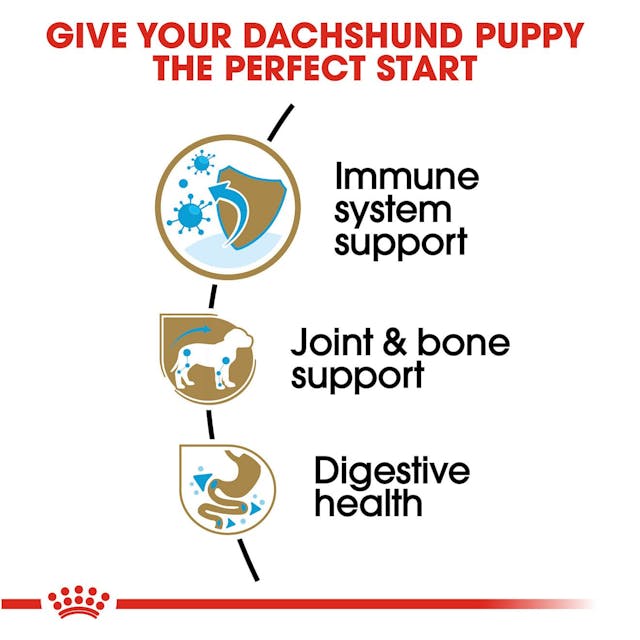 GIVE YOUR DACHSHUND PUPPY
THE PERFECT START
Immune
system
support
Joint & bone
support
Digestive
health